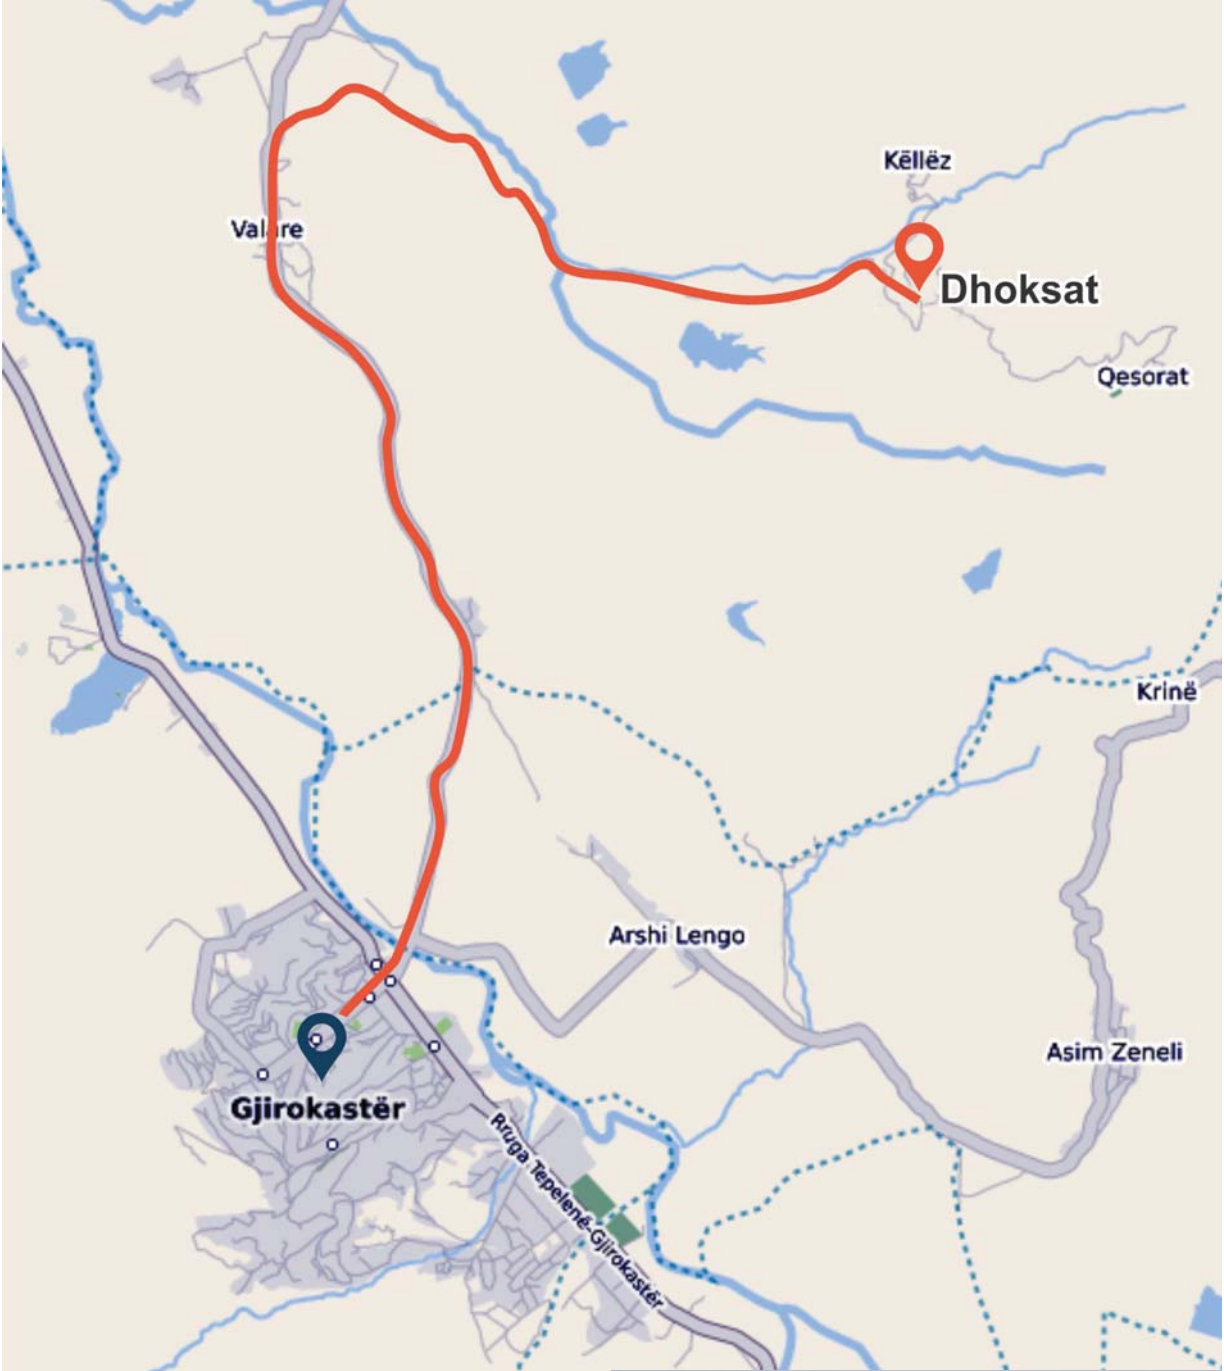 Këllëz
Valare
Dhoksat
Qesorat
Krinë
Arshi Lengo
Asim Zeneli
Gjirokastër
Rruga Tepelenë-Gjirokastër